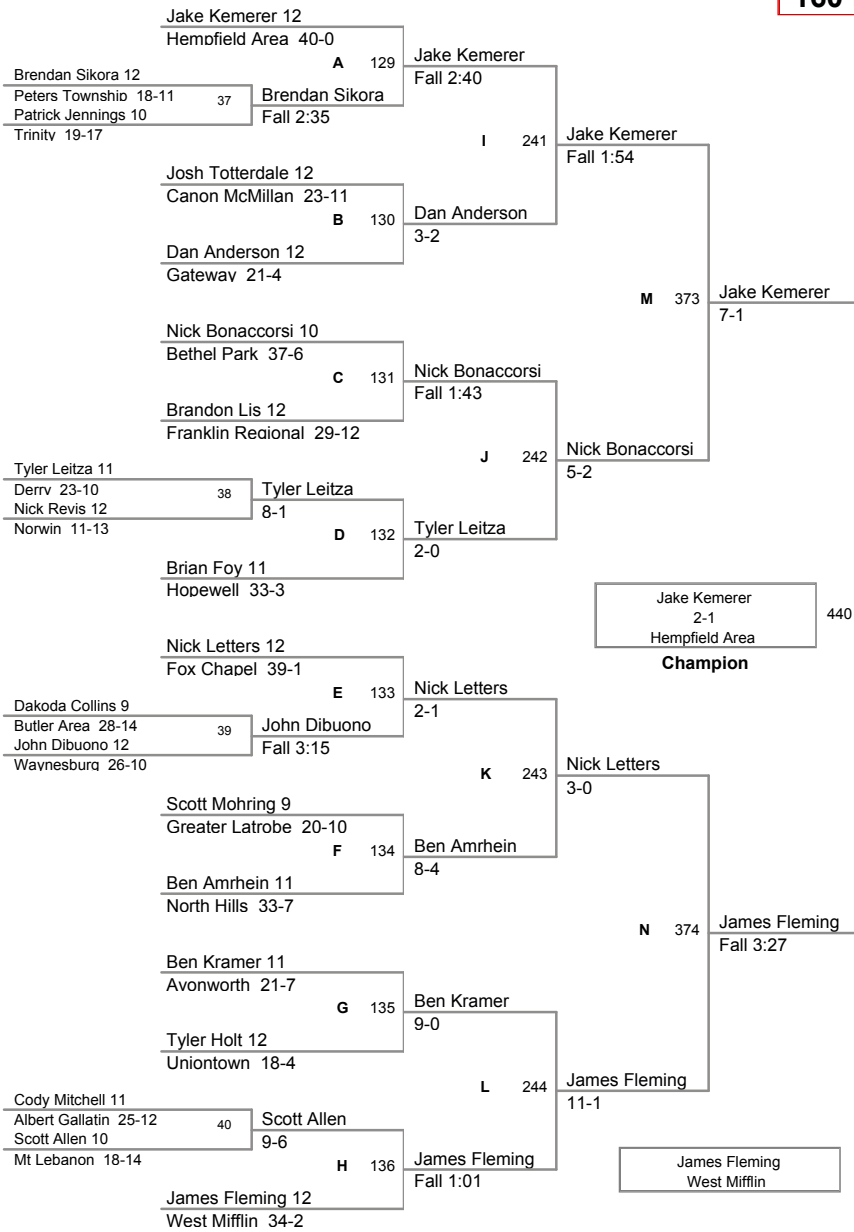 160
Jake Kemerer 12
Hempfield Area 40-0
A 129
Jake Kemerer
Fall 2:40
Brendan Sikora 12
Peters Township 18-11
37
Patrick Jennings 10
Trinity 19-17
Brendan Sikora
Fall 2:35
I 241
Jake Kemerer
Fall 1:54
Josh Totterdale 12
Canon McMillan 23-11
B 130
Dan Anderson
3-2
Dan Anderson 12
Gateway 21-4
M 373
Jake Kemerer
7-1
Nick Bonaccorsi 10
Bethel Park 37-6
C 131
Nick Bonaccorsi
Fall 1:43
Brandon Lis 12
Franklin Regional 29-12
J 242
Nick Bonaccorsi
5-2
Tyler Leitza 11
Derry 23-10
38
Nick Revis 12
Norwin 11-13
Tyler Leitza
8-1
D 132
Tyler Leitza
2-0
Brian Foy 11
Hopewell 33-3
Jake Kemerer
2-1
Hempfield Area
440
Champion
Nick Letters 12
Fox Chapel 39-1
E 133
Nick Letters
2-1
Dakoda Collins 9
Butler Area 28-14
39
John Dibuono 12
Waynesburg 26-10
John Dibuono
Fall 3:15
K 243
Nick Letters
3-0
Scott Mohring 9
Greater Latrobe 20-10
F 134
Ben Amrhein
8-4
Ben Amrhein 11
North Hills 33-7
N 374
James Fleming
Fall 3:27
Ben Kramer 11
Avonworth 21-7
G 135
Ben Kramer
9-0
Tyler Holt 12
Uniontown 18-4
L 244
James Fleming
11-1
Cody Mitchell 11
Albert Gallatin 25-12
40
Scott Allen 10
Mt Lebanon 18-14
Scott Allen
9-6
H 136
James Fleming
Fall 1:01
James Fleming 12
West Mifflin 34-2
James Fleming
West Mifflin